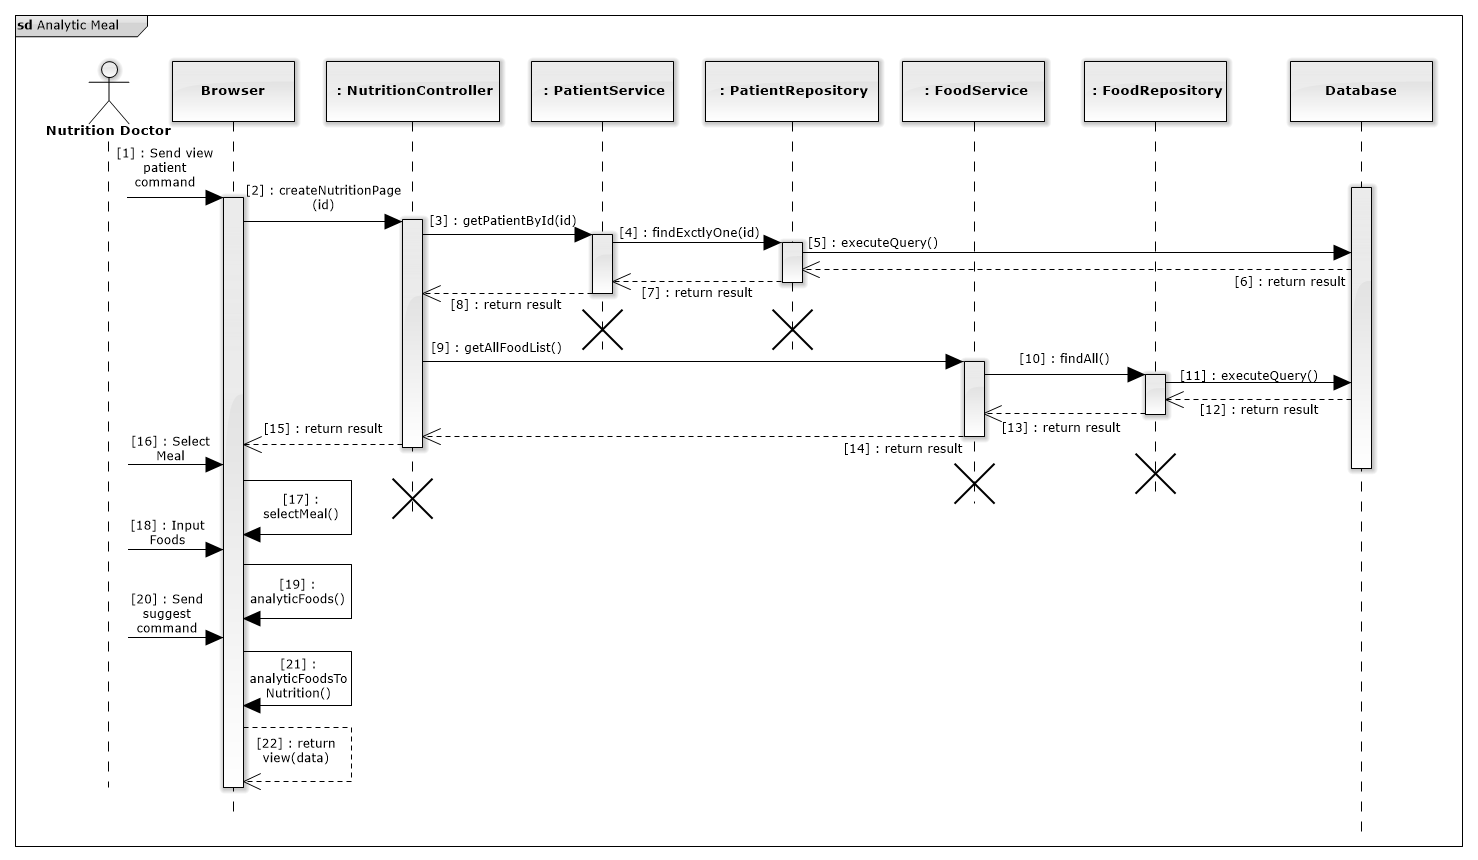 sd Analytic Meal
Nutrition Doctor
Browser
: NutritionController
: PatientService
: PatientRepository
: FoodService
: FoodRepository
Database
[1] : Send view
patient
command
[2] : createNutritionPage
(id)
[3] : getPatientById(id)
[4] : findExctlyOne(id)
[5] : executeQuery()
[6] : return result
[7] : return result
[8] : return result
[9] : getAllFoodList()
[10] : findAll()
[11] : executeQuery()
[12] : return result
[13] : return result
[14] : return result
[15] : return result
[16] : Select
Meal
[17] :
selectMeal()
[18] : Input
Foods
[19] :
analyticFoods()
[20] : Send
suggest
command
[21] :
analyticFoodsTo
Nutrition()
[22] : return
view(data)